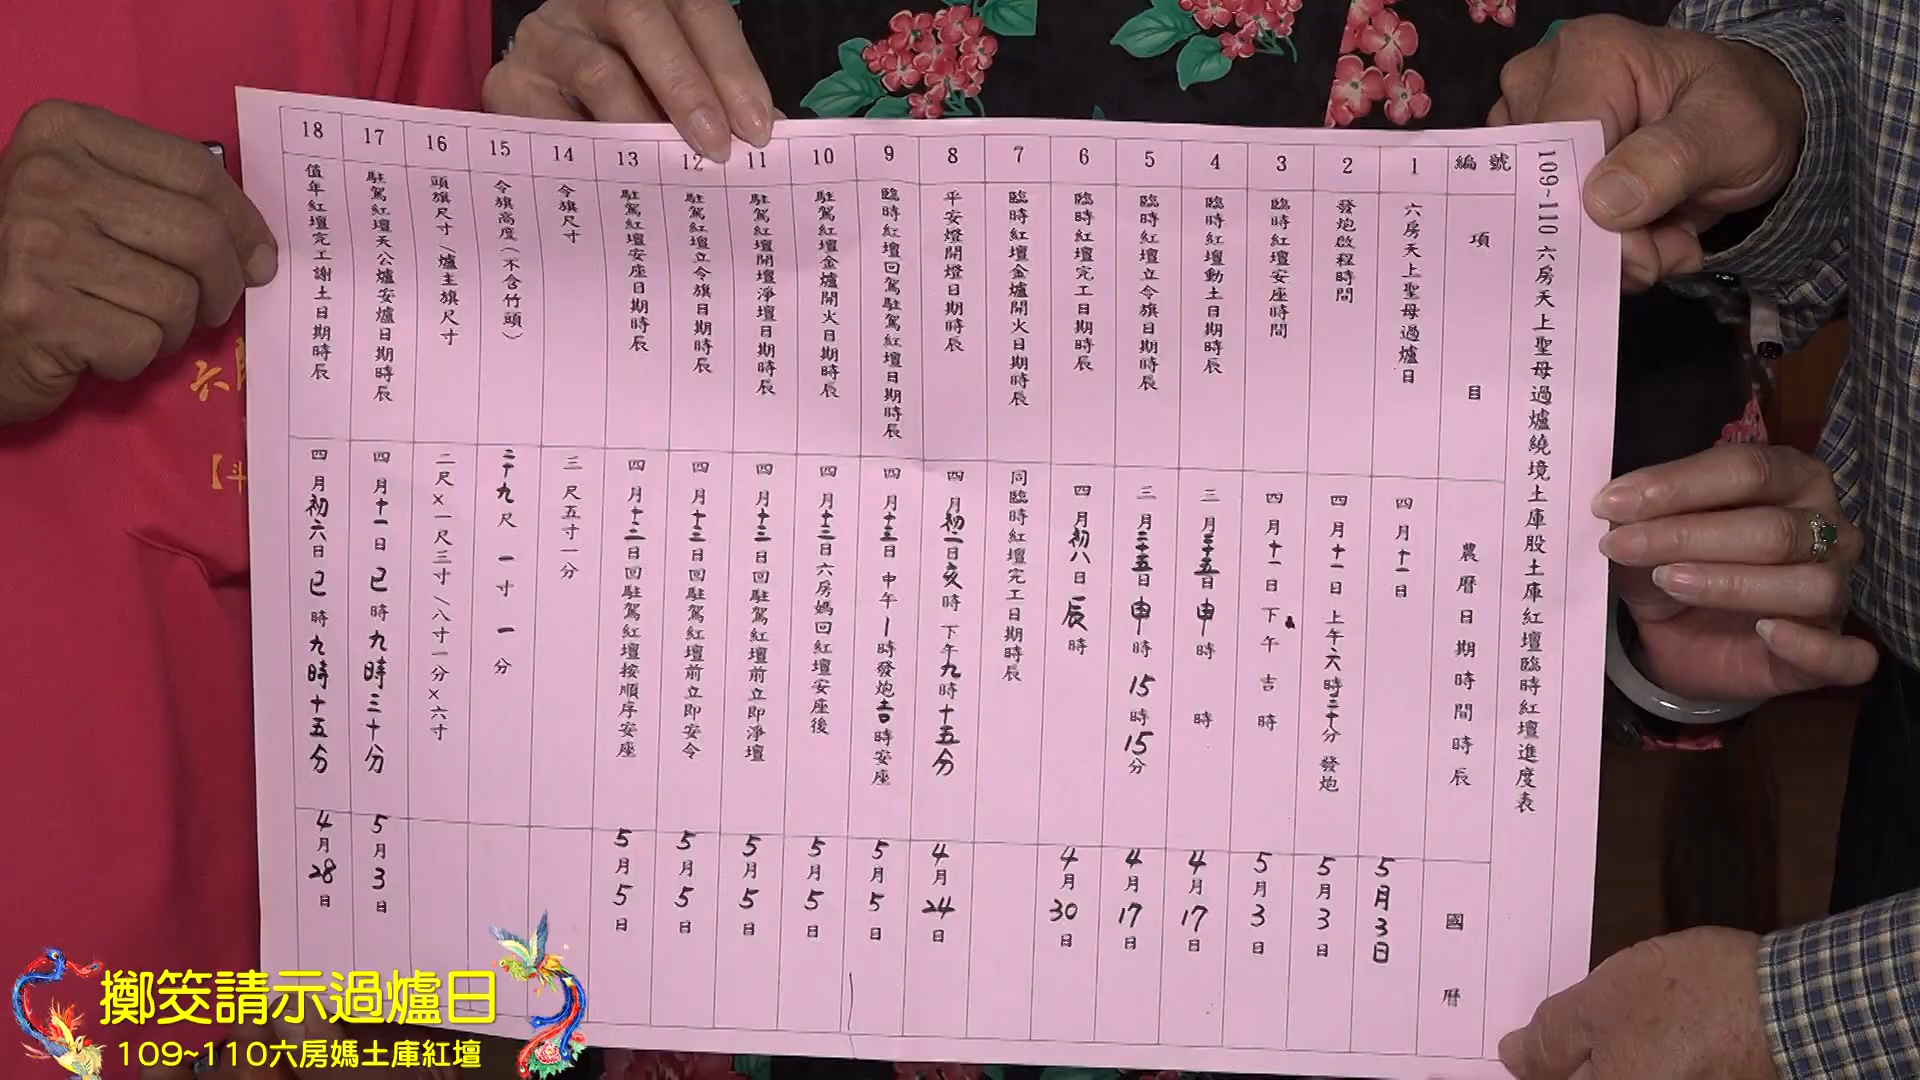 109~110 六房天上聖母過爐繞境土庫股土庫紅壇臨時紅壇進度表
編號 項目 農曆日期時間時辰 國曆
1 六房天上聖母過爐日 四月十一日 5月3日
2 發炮啟程時間 四月十一日上午六時三十分 發炮 5月3日
3 臨時紅壇安座時間 四月十一日下午吉時 5月3日
4 臨時紅壇動土日期時辰 三月二十五日申時 時 4月17日
5 臨時紅壇立令旗日期時辰 三月二十五日申時 15時15分 4月17日
6 臨時紅壇完工日期時辰 四月初八日辰時 4月30日
7 臨時紅壇金爐開火日期時辰 同臨時紅壇完工日期時辰
8 平安燈開燈日期時辰 四月初二日亥時 下午九時十五分 4月24日
9 臨時紅壇回駕駐駕紅壇日期時辰 四月十三日 中午1時發炮吉時安座 5月5日
10 駐駕紅壇金爐開火日期時辰 四月十三日六房媽回紅壇安座後 5月5日
11 駐駕紅壇開壇淨壇日期時辰 四月十三日回駐駕紅壇前立即淨壇 5月5日
12 駐駕紅壇立令旗日期時辰 四月十三日回駐駕紅壇前立即安令 5月5日
13 駐駕紅壇安座日期時辰 四月十三日回駐駕紅壇按順序安座 5月5日
14 令旗尺寸 三尺五寸一分
15 令旗高度(不含竹頭) 二十九尺一寸一分
16 頭旗尺寸/爐主旗尺寸 二尺×一尺三寸/八寸一分×六寸
17 駐駕紅壇天公爐安爐日期時辰 四月十一日巳時九時三十分 5月3日
18 值年紅壇完工謝土日期時辰 四月初六日巳時九時十五分 4月28日
六
【斗
擲筊請示過爐日
109~110六房媽土庫紅壇